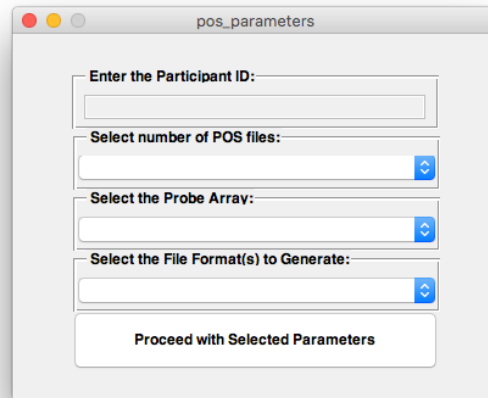 pos_parameters
Enter the Participant ID:
Select number of POS files:
Select the Probe Array:
Select the File Format(s) to Generate:
Proceed with Selected Parameters